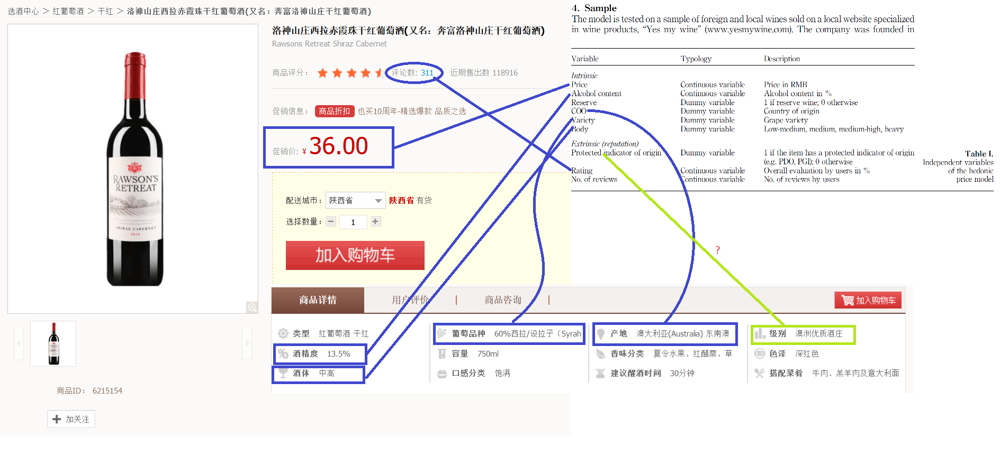 选酒中心 > 红葡萄酒 > 干红 > 洛神山庄西拉赤霞珠干红葡萄酒(又名：奔富洛神山庄干红葡萄酒)
RAWSON'S
RETREAT
SHIRAZ CABERNET
2016
商品ID： 6215154
加关注
洛神山庄西拉赤霞珠干红葡萄酒(又名：奔富洛神山庄干红葡萄酒)
Rawsons Retreat Shiraz Cabernet
商品评分： 评论数: 311 近期售出数 118916
促销信息： 商品折扣 也买10周年-精选爆款 品质之选
促销价: ¥ 36.00
配送城市： 陕西省 陕西省 有货
选择数量： 1
加入购物车
4. Sample
The model is tested on a sample of foreign and local wines sold on a local website specialized
in wine products, “Yes my wine” (www.yesmywine.com). The company was founded in
Variable Typology Description
Intrinsic
Price Continuous variable Price in RMB
Alcohol content Continuous variable Alcohol content in %
Reserve Dummy variable 1 if reserve wine; 0 otherwise
COO Dummy variable Country of origin
Variety Dummy variable Grape variety
Body Dummy variable Low-medium, medium, medium-high, heavy
Extrinsic (reputation)
Protected indicator of origin Dummy variable 1 if the item has a protected indicator of origin
(e.g. PDO, PGI); 0 otherwise
Rating Continuous variable Overall evaluation by users in %
No. of reviews Continuous variable No. of reviews by users
Table I.
Independent variables
of the hedonic
price model
?
商品详情 用户评价 商品咨询 加入购物车
类型 红葡萄酒 干红 葡萄品种 60%西拉/设拉子（Syrah 产地 澳大利亚(Australia) 东南澳 级别 澳洲优质酒庄
酒精度 13.5% 容量 750ml 香味分类 夏令水果、红醋栗、草 色泽 深红色
酒体 中高 口感分类 饱满 建议醒酒时间 30分钟 搭配菜肴 牛肉、羔羊肉及意大利面